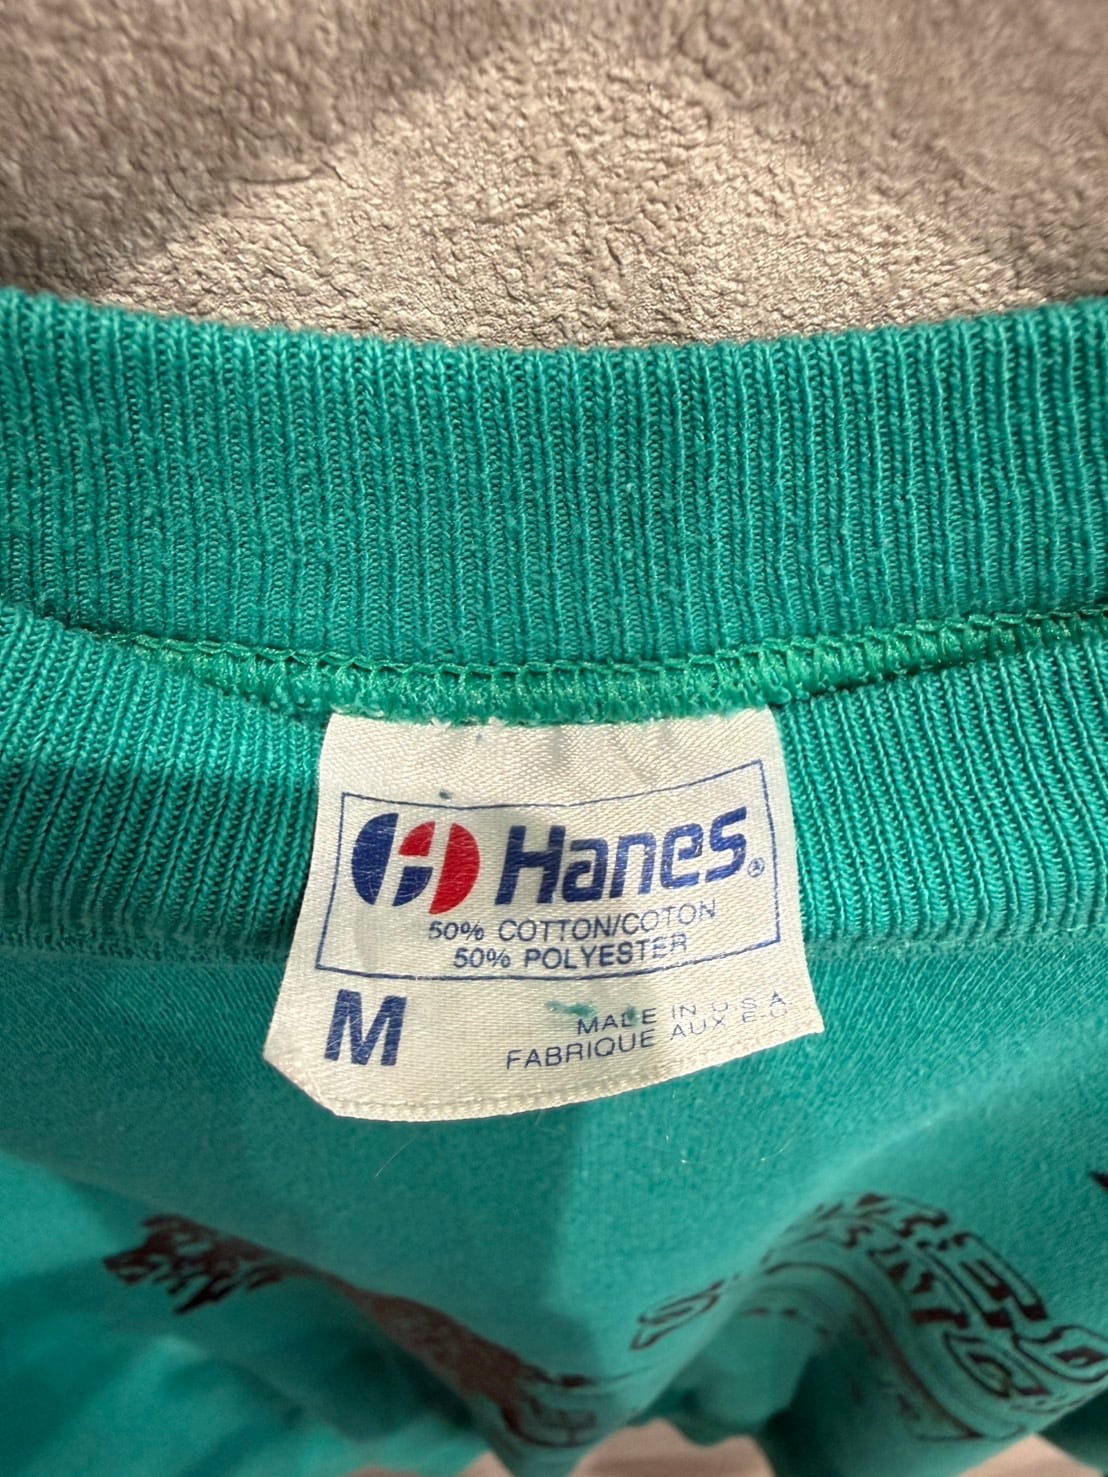 Hanes®
50% COTTON/COTON
50% POLYESTER
M
MADE IN U.S.A
FABRIQUE AUX E-U